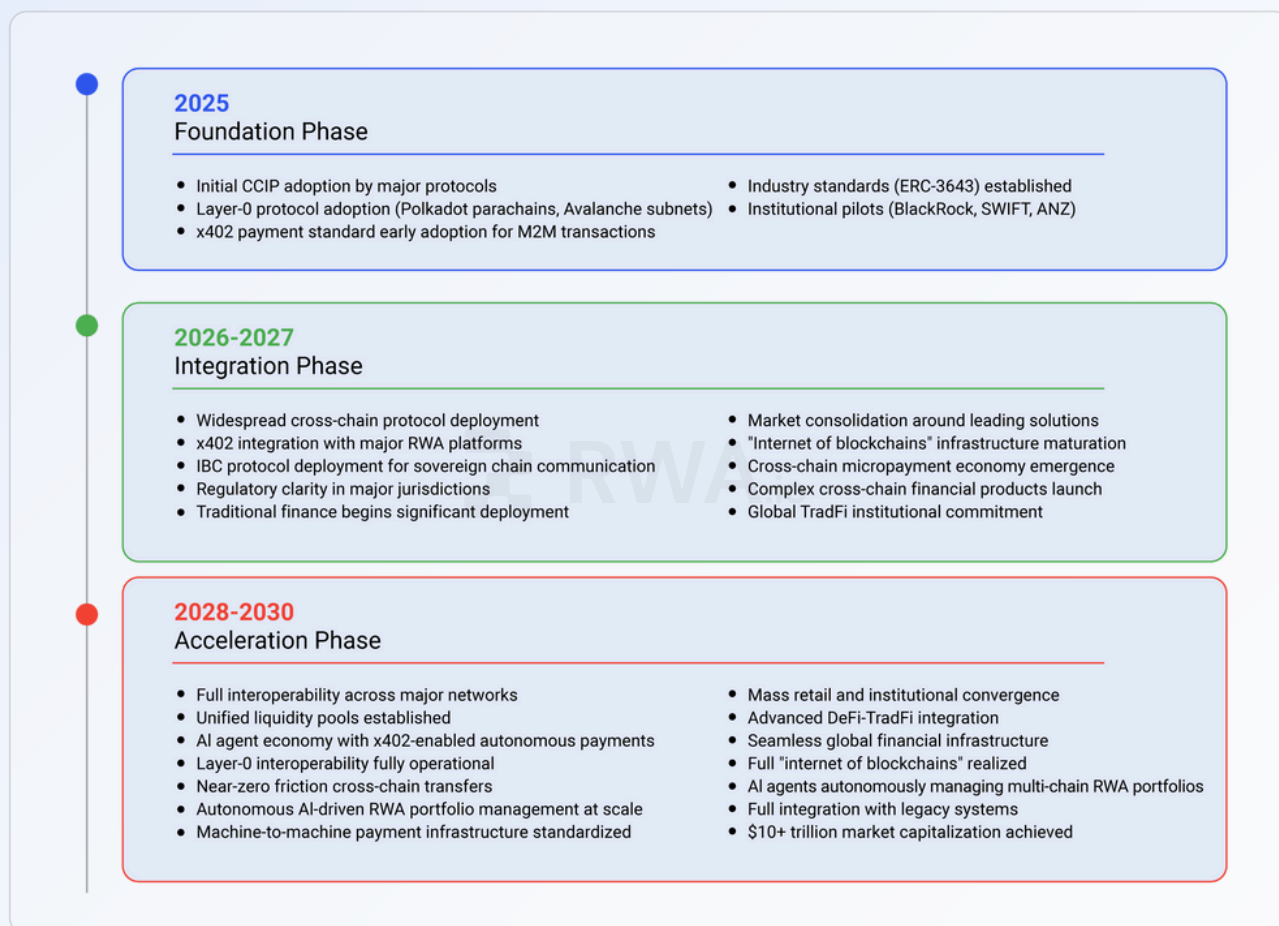 2025
Foundation Phase
• Initial CCIP adoption by major protocols
• Layer-0 protocol adoption (Polkadot parachains, Avalanche subnets)
• x402 payment standard early adoption for M2M transactions
• Industry standards (ERC-3643) established
• Institutional pilots (BlackRock, SWIFT, ANZ)
2026-2027
Integration Phase
• Widespread cross-chain protocol deployment
• x402 integration with major RWA platforms
• IBC protocol deployment for sovereign chain communication
• Regulatory clarity in major jurisdictions
• Traditional finance begins significant deployment
• Market consolidation around leading solutions
• "Internet of blockchains" infrastructure maturation
• Cross-chain micropayment economy emergence
• Complex cross-chain financial products launch
• Global TradFi institutional commitment
RWA.io
2028-2030
Acceleration Phase
• Full interoperability across major networks
• Unified liquidity pools established
• AI agent economy with x402-enabled autonomous payments
• Layer-0 interoperability fully operational
• Near-zero friction cross-chain transfers
• Autonomous AI-driven RWA portfolio management at scale
• Machine-to-machine payment infrastructure standardized
• Mass retail and institutional convergence
• Advanced DeFi-TradFi integration
• Seamless global financial infrastructure
• Full "internet of blockchains" realized
• AI agents autonomously managing multi-chain RWA portfolios
• Full integration with legacy systems
• $10+ trillion market capitalization achieved